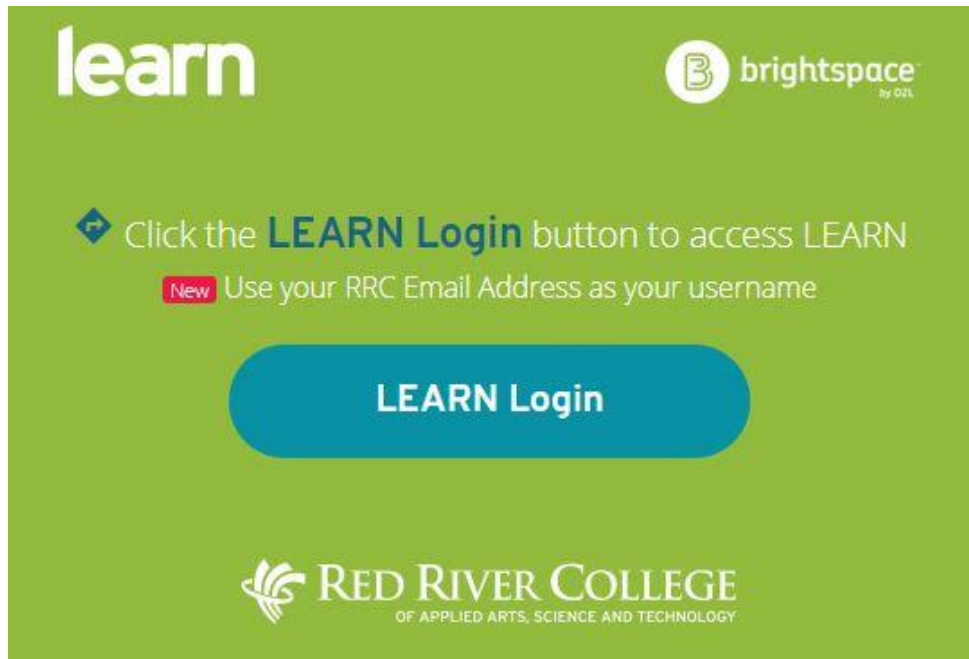 learn
brightspace
by D2L
Click the LEARN Login button to access LEARN
New Use your RRC Email Address as your username
LEARN Login
RED RIVER COLLEGE
OF APPLIED ARTS, SCIENCE AND TECHNOLOGY